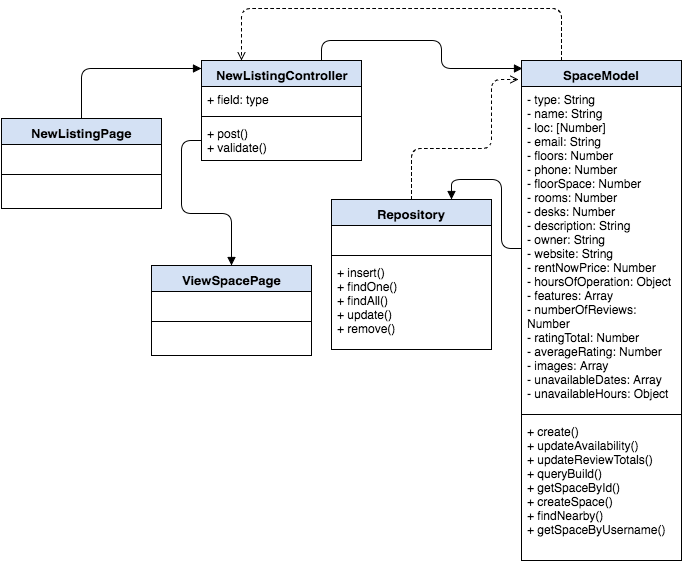 NewListingController
+ field: type
+ post()
+ validate()
SpaceModel
- type: String
- name: String
- loc: [Number]
- email: String
- floors: Number
- phone: Number
- floorSpace: Number
- rooms: Number
- desks: Number
- description: String
- owner: String
- website: String
- rentNowPrice: Number
- hoursOfOperation: Object
- features: Array
- numberOfReviews:
Number
- ratingTotal: Number
- averageRating: Number
- images: Array
- unavailableDates: Array
- unavailableHours: Object
+ create()
+ updateAvailability()
+ updateReviewTotals()
+ queryBuild()
+ getSpaceById()
+ createSpace()
+ findNearby()
+ getSpaceByUsername()
NewListingPage
Repository
+ insert()
+ findOne()
+ findAll()
+ update()
+ remove()
ViewSpacePage